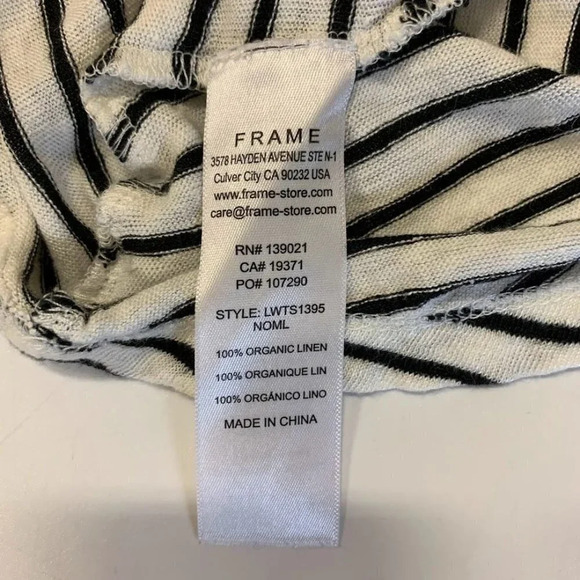 FRAME
3578 HAYDEN AVENUE STE N-1
Culver City CA 90232 USA
www.frame-store.com
care@frame-store.com
RN# 139021
CA# 19371
PO# 107290
STYLE: LWTS1395
NOML
100% ORGANIC LINEN
100% ORGANIQUE LIN
100% ORGÁNICO LINO
MADE IN CHINA